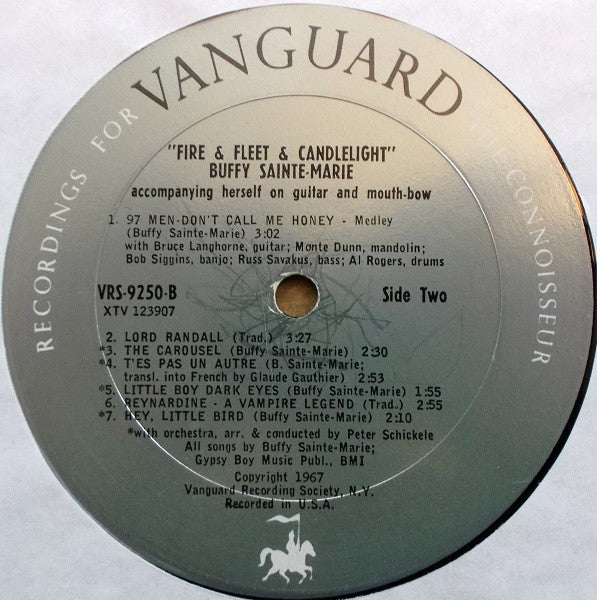 RECORDINGS FOR VANGUARD THE CONNOISSEUR
"FIRE & FLEET & CANDLELIGHT"
BUFFY SAINTE-MARIE
accompanying herself on guitar and mouth-bow
1. 97 MEN-DON'T CALL ME HONEY - Medley
(Buffy Sainte-Marie) 3:02
with Bruce Langhorne, guitar; Monte Dunn, mandolin;
Bob Siggins, banjo; Russ Savakus, bass; Al Rogers, drums
VRS-9250-B Side Two
XTV 123907
2. LORD RANDALL (Trad.) 3:27
*3. THE CAROUSEL (Buffy Sainte-Marie) 2:30
*4. T'ES PAS UN AUTRE (B. Sainte-Marie;
transl. into French by Glaude Gauthier) 2:53
*5. LITTLE BOY DARK EYES (Buffy Sainte-Marie) 1:55
6. REYNARDINE - A VAMPIRE LEGEND (Trad.) 2:55
*7. HEY, LITTLE BIRD (Buffy Sainte-Marie) 2:10
*with orchestra, arr. & conducted by Peter Schickele
All songs by Buffy Sainte-Marie;
Gypsy Boy Music Publ., BMI
Copyright 1967
Vanguard Recording Society, N.Y.
Recorded in U.S.A.